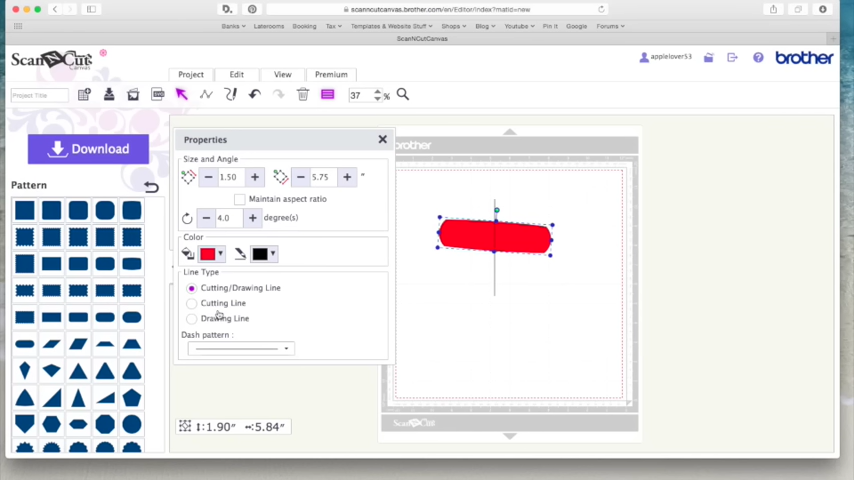 scanncutcanvas.brother.com/en/Editor/Index?matid=new
Banks Laterooms Booking Tax Templates & Website Stuff Shops Blog Youtube Pin it Google Forums
ScanNCutCanvas
ScanNCut
Canvas
Project Edit View Premium
applelover53
brother
Project Title
SVG
37 %
Download
Pattern
Properties
Size and Angle
1.50 5.75 "
Maintain aspect ratio
4.0 degree(s)
Color
Line Type
Cutting/Drawing Line
Cutting Line
Drawing Line
Dash pattern :
brother
ScanNCut
↕:1.90" ↔:5.84"